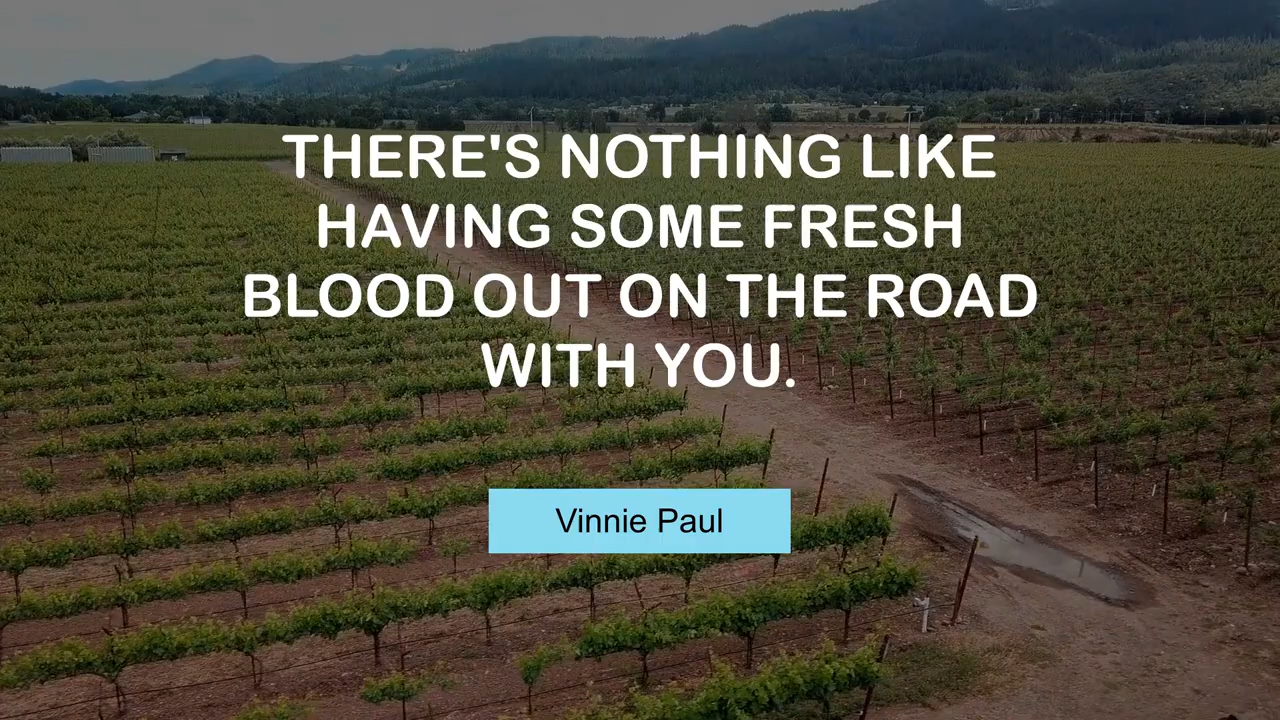 THERE'S NOTHING LIKE
HAVING SOME FRESH
BLOOD OUT ON THE ROAD
WITH YOU.
Vinnie Paul